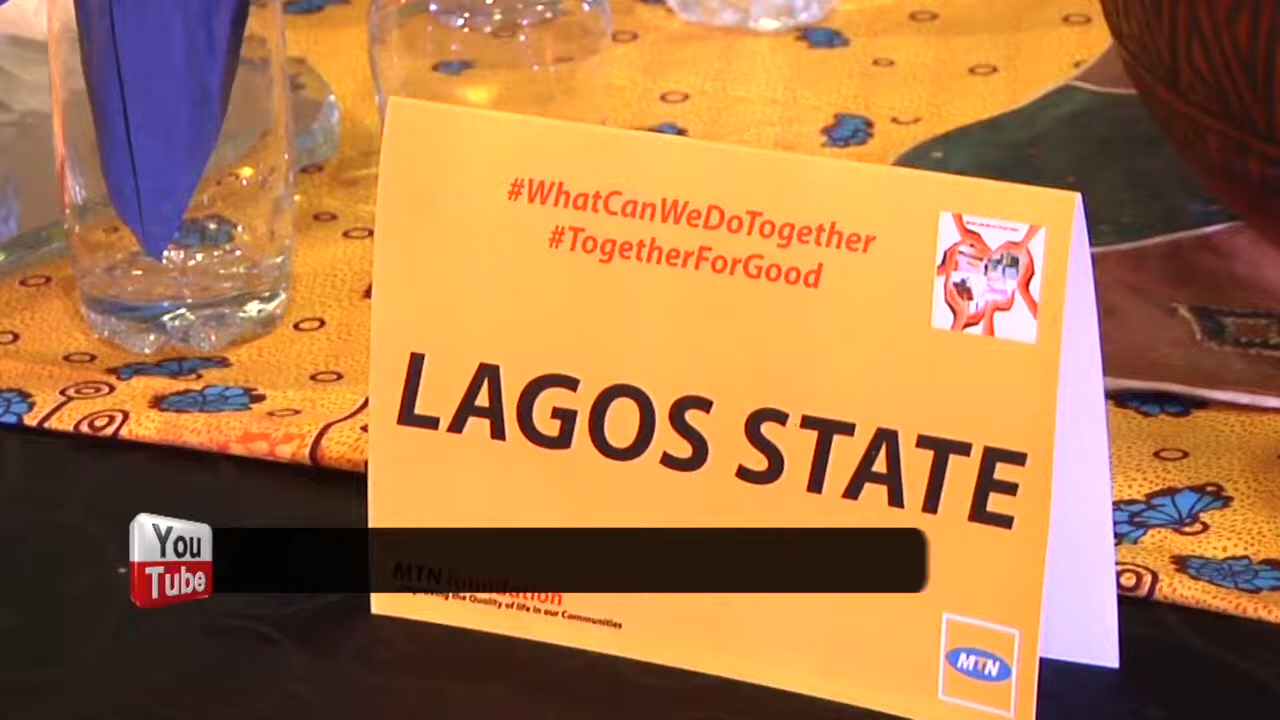 #WhatCanWeDoTogether
#TogetherForGood
LAGOS STATE
You
Tube
MTN foundation
the Quality of life in our Communities
MTN